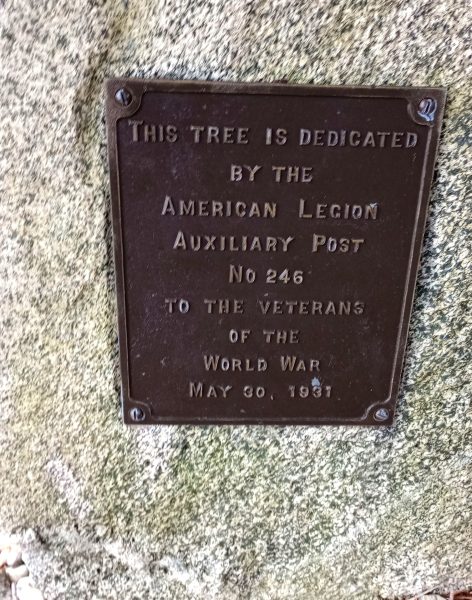 THIS TREE IS DEDICATED
BY THE
AMERICAN LEGION
AUXILIARY POST
NO 246
TO THE VETERANS
OF THE
WORLD WAR
MAY 30, 1931